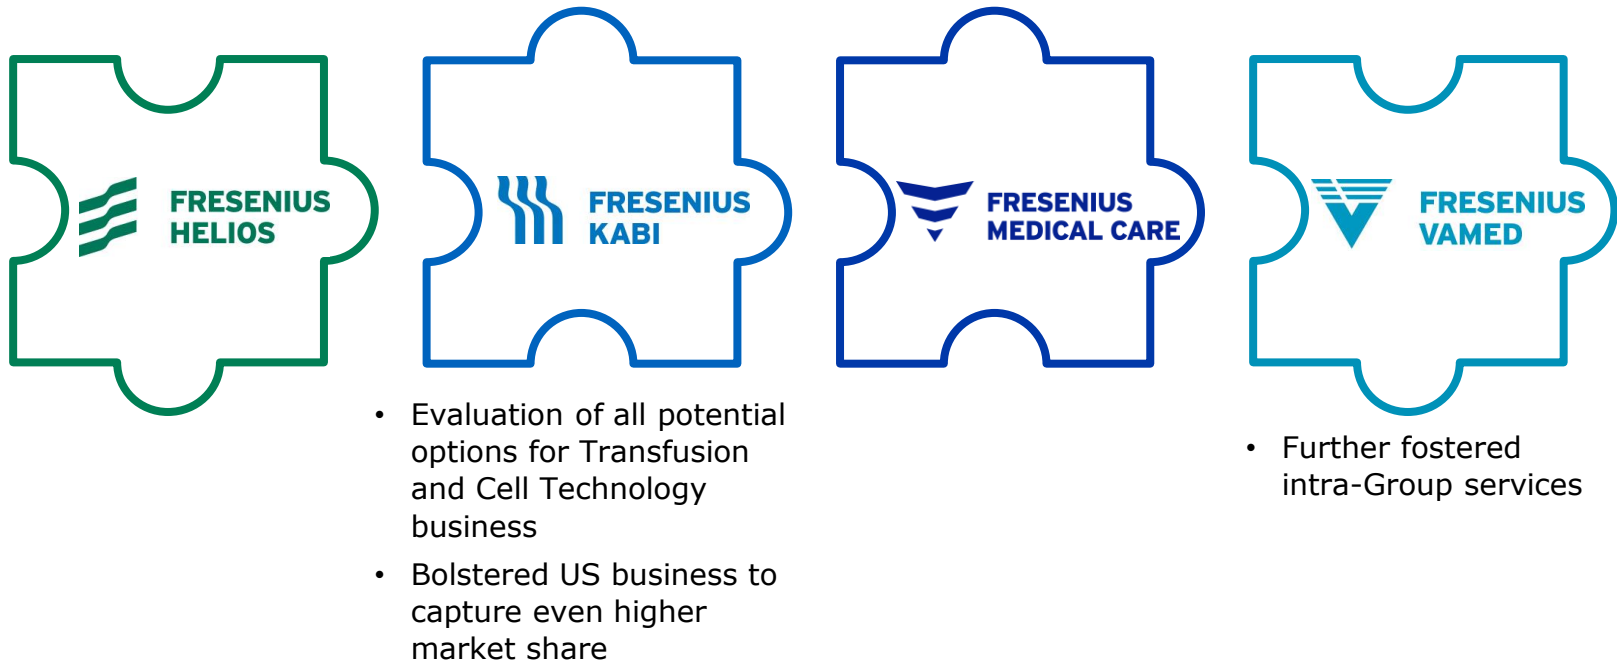 FRESENIUS
HELIOS
FRESENIUS
KABI
FRESENIUS
MEDICAL CARE
FRESENIUS
VAMED
• Evaluation of all potential
options for Transfusion
and Cell Technology
business
• Bolstered US business to
capture even higher
market share
• Further fostered
intra-Group services